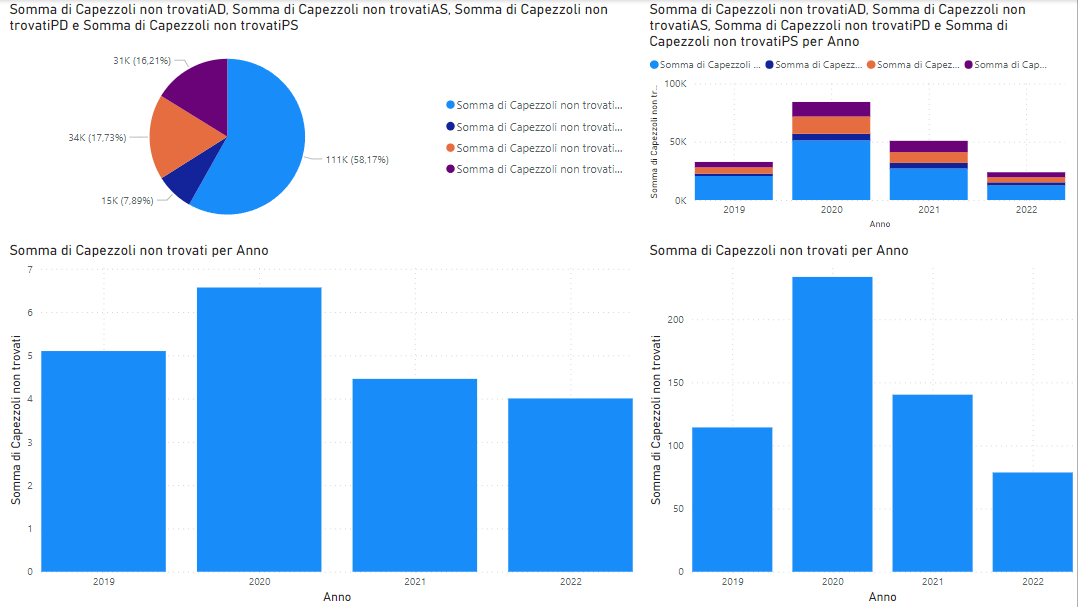 Somma di Capezzoli non trovatiAD, Somma di Capezzoli non trovatiAS, Somma di Capezzoli non
trovatiPD e Somma di Capezzoli non trovatiPS
31K (16,21%)
34K (17,73%)
15K (7,89%)
111K (58,17%)
Somma di Capezzoli non trovati...
Somma di Capezzoli non trovati...
Somma di Capezzoli non trovati...
Somma di Capezzoli non trovati...
Somma di Capezzoli non trovatiAD, Somma di Capezzoli non
trovatiAS, Somma di Capezzoli non trovatiPD e Somma di
Capezzoli non trovatiPS per Anno
Somma di Capezzoli ... Somma di Capezz... Somma di Capez... Somma di Cap...
Somma di Capezzoli non tr...
100K
50K
0K
2019 2020 2021 2022
Anno
Somma di Capezzoli non trovati per Anno
Somma di Capezzoli non trovati
7
6
5
4
3
2
1
0
2019 2020 2021 2022
Anno
Somma di Capezzoli non trovati per Anno
Somma di Capezzoli non trovati
200
150
100
50
0
2019 2020 2021 2022
Anno